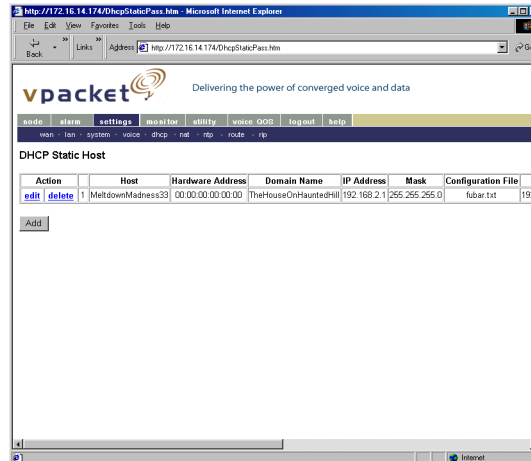 http://172.16.14.174/DhcpStaticPass.htm - Microsoft Internet Explorer
File Edit View Favorites Tools Help
Back » Links » Address http://172.16.14.174/DhcpStaticPass.htm
vpacket Delivering the power of converged voice and data
node alarm settings monitor utility voice QOS logout help
wan - lan - system - voice - dhcp - nat - ntp - route - rip
DHCP Static Host
Action Host Hardware Address Domain Name IP Address Mask Configuration File
edit delete 1 MeltdownMadness33 00:00:00:00:00:00 TheHouseOnHauntedHill 192.168.2.1 255.255.255.0 fubar.txt
Add
Internet